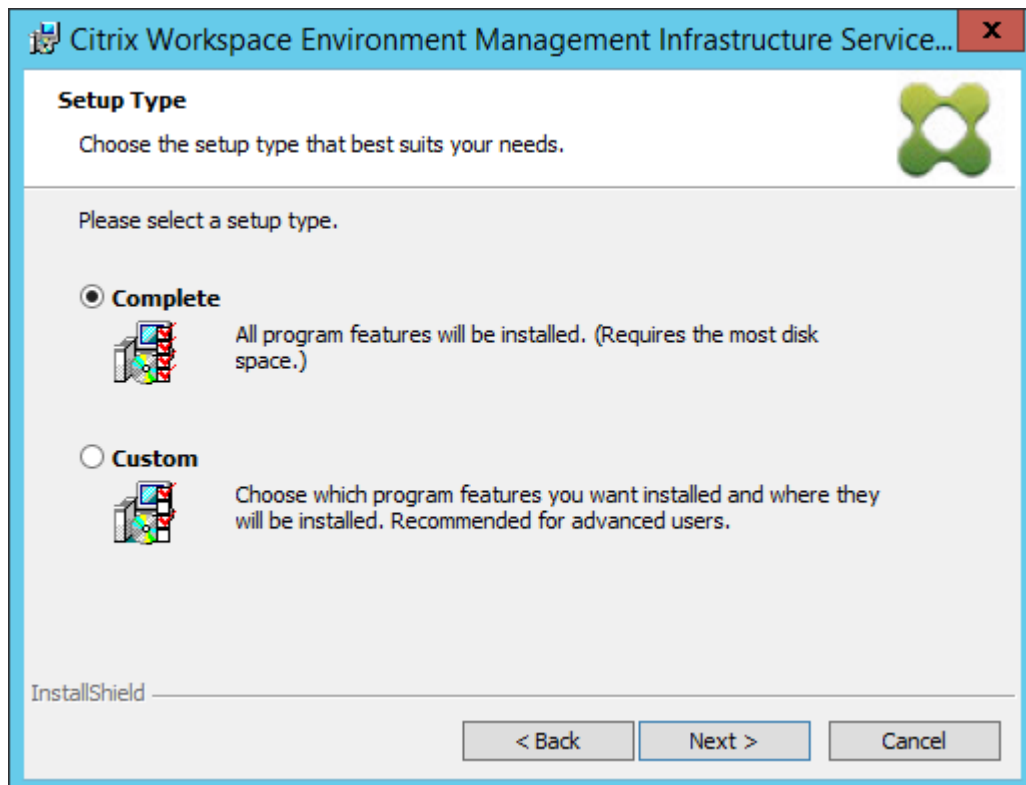 Citrix Workspace Environment Management Infrastructure Service...
Setup Type
Choose the setup type that best suits your needs.
Please select a setup type.
Complete
All program features will be installed. (Requires the most disk
space.)
Custom
Choose which program features you want installed and where they
will be installed. Recommended for advanced users.
InstallShield
< Back
Next >
Cancel